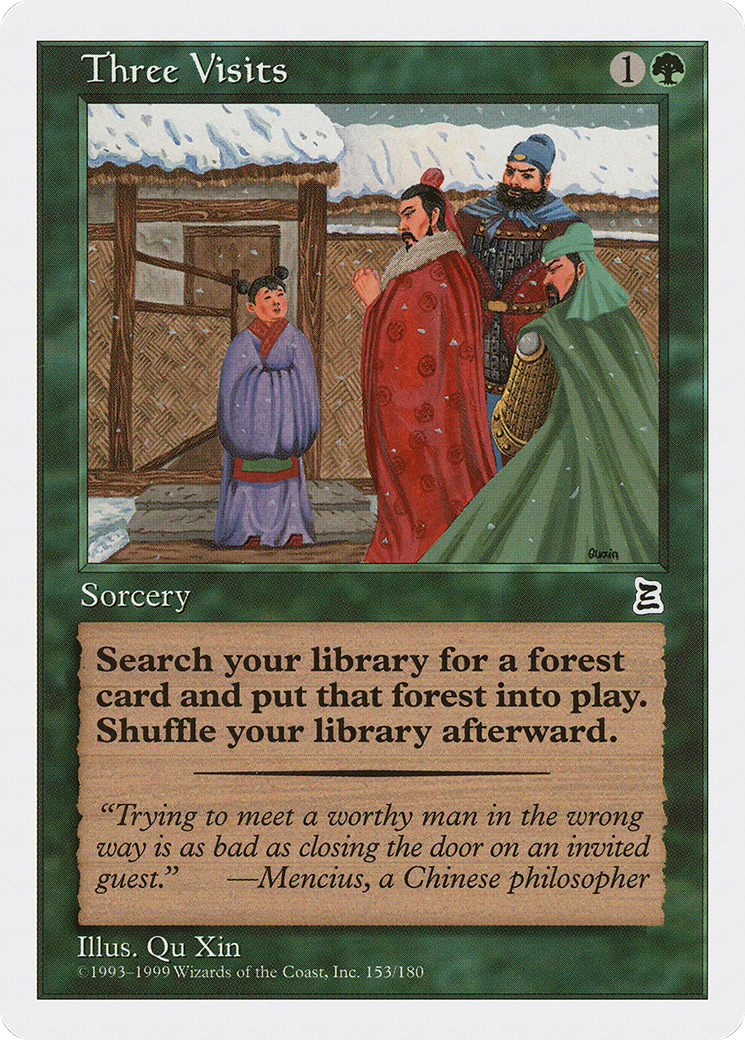 Three Visits
1
Quxin
Sorcery
Search your library for a forest
card and put that forest into play.
Shuffle your library afterward.
“Trying to meet a worthy man in the wrong
way is as bad as closing the door on an invited
guest.” —Mencius, a Chinese philosopher
Illus. Qu Xin
©1993–1999 Wizards of the Coast, Inc. 153/180